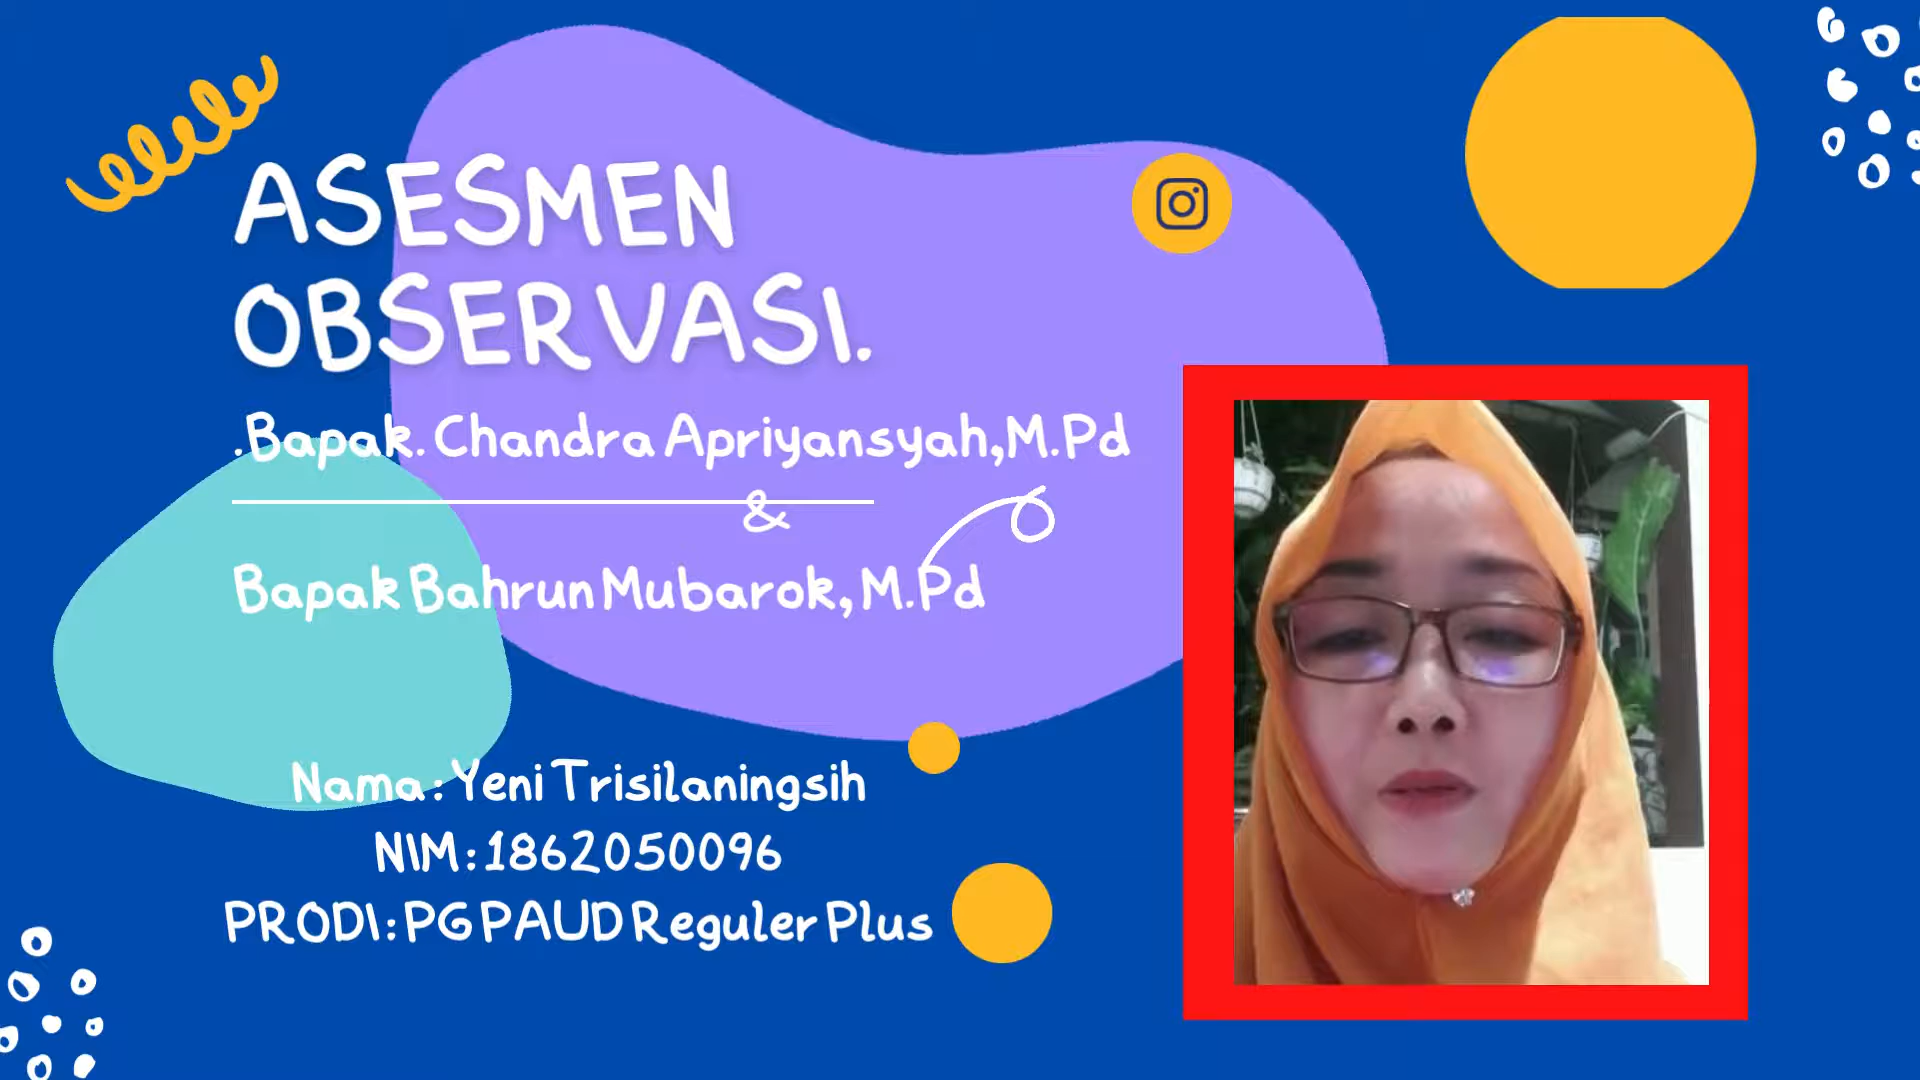 ASESMEN
OBSERVASI.
.Bapak. Chandra Apriyansyah,M.Pd
&
Bapak Bahrun Mubarok, M.Pd
Nama : Yeni Trisilaningsih
NIM : 1862050096
PRODI : PG PAUD Reguler Plus